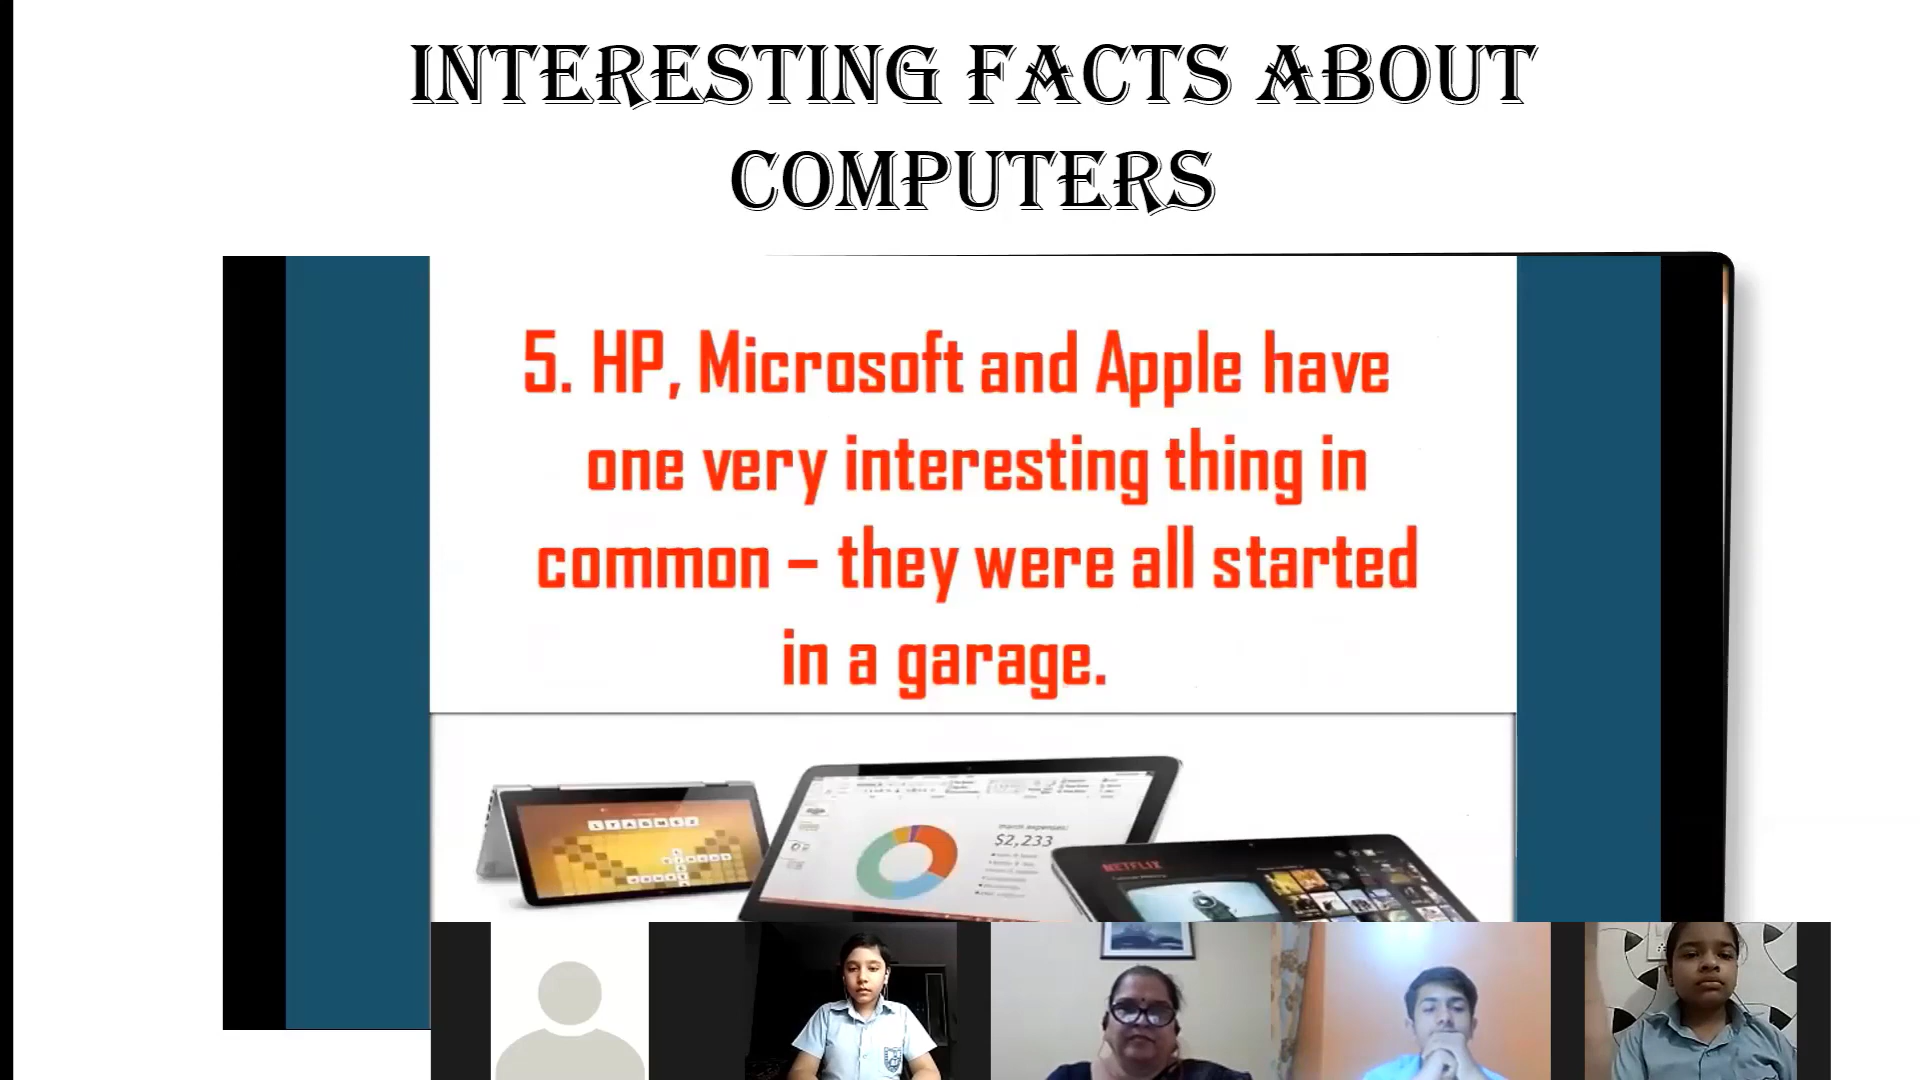 INTERESTING FACTS ABOUT
COMPUTERS
5. HP, Microsoft and Apple have
one very interesting thing in
common – they were all started
in a garage.
$2,233
NETFLIX